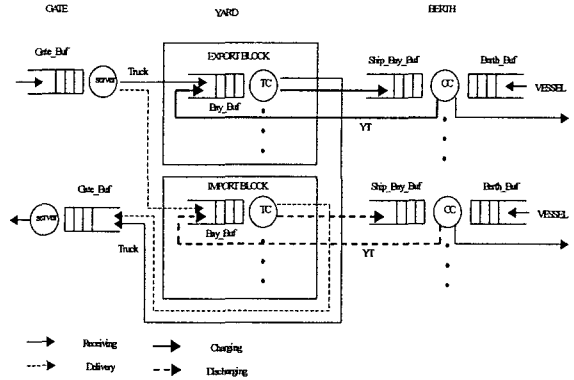 GATE YARD BERTH
EXPORT BLOCK
Gate_Buf Ship_Bay_Buf Berth_Buf
server Truck TC CC VESSEL
Bay_Buf
YT
IMPORT BLOCK
Gate_Buf Ship_Bay_Buf Berth_Buf
server TC CC VESSEL
Bay_Buf
Truck YT
Receiving Charging
Delivery Discharging